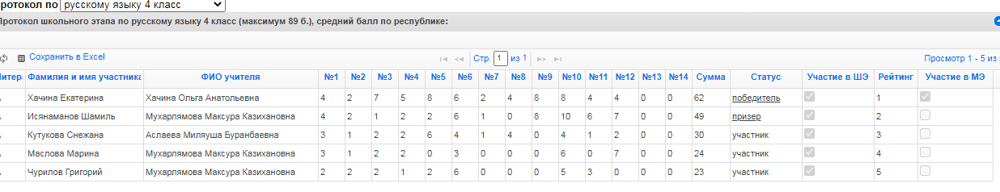 ротокол по русскому языку 4 класс
Протокол школьного этапа по русскому языку 4 класс (максимум 89 б.), средний балл по республике:
Сохранить в Excel Стр. 1 из 1 Просмотр 1 - 5 из
Литера Фамилия и имя участника ФИО учителя №1 №2 №3 №4 №5 №6 №7 №8 №9 №10 №11 №12 №13 №14 Сумма Статус Участие в ШЭ Рейтинг Участие в МЭ
Хачина Екатерина Хачина Ольга Анатольевна 4 2 7 5 8 6 2 4 8 8 4 4 0 0 62 победитель 1
Исянаманов Шамиль Мухарлямова Максура Казихановна 4 2 1 2 2 6 1 0 8 10 6 7 0 0 49 призер 2
Кутукова Снежана Аслаева Миляуша Буранбаевна 3 1 2 2 6 4 1 4 0 4 1 2 0 0 30 участник 3
Маслова Марина Мухарлямова Максура Казихановна 3 1 2 2 0 3 0 0 0 6 0 7 0 0 24 участник 4
Чурилов Григорий Мухарлямова Максура Казихановна 2 2 2 1 2 6 0 0 0 5 3 0 0 0 23 участник 5